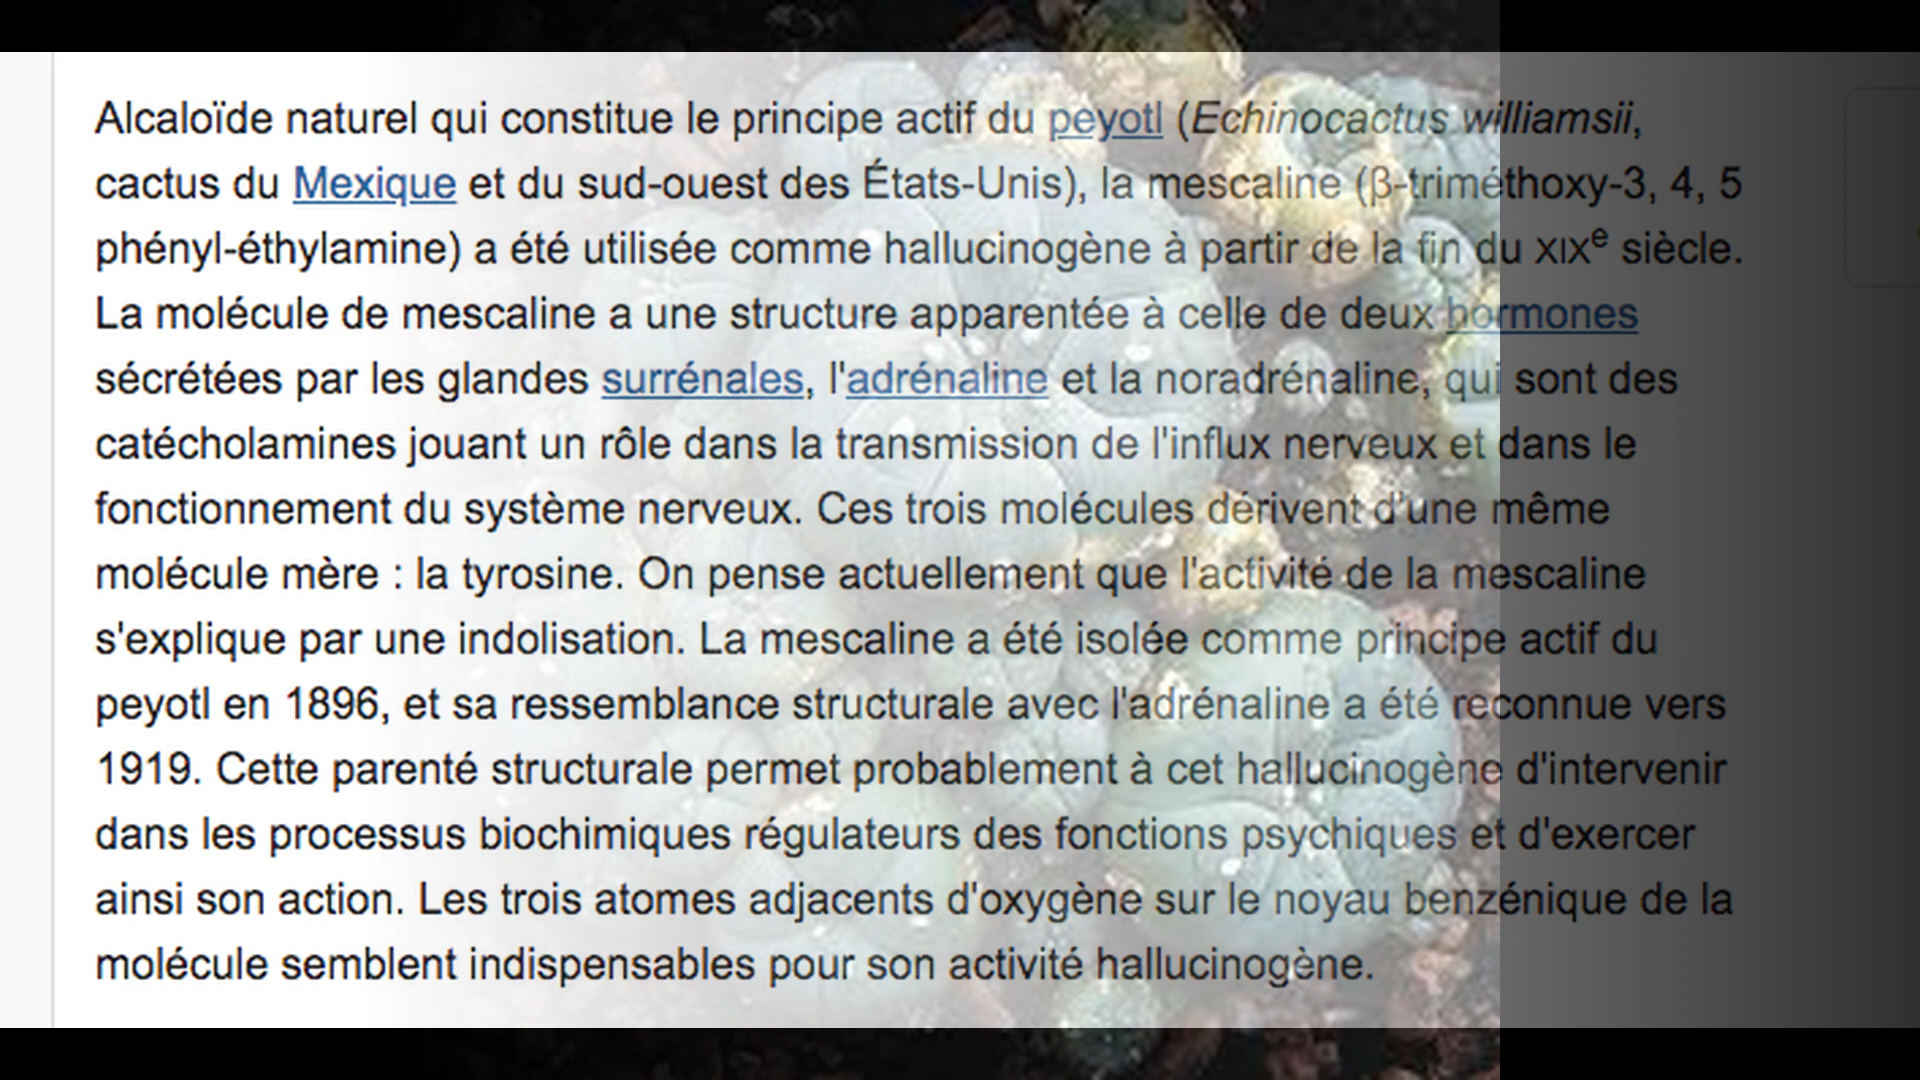 Alcaloïde naturel qui constitue le principe actif du peyotl (Echinocactus williamsii,
cactus du Mexique et du sud-ouest des États-Unis), la mescaline (β-triméthoxy-3, 4, 5
phényl-éthylamine) a été utilisée comme hallucinogène à partir de la fin du XIXe siècle.
La molécule de mescaline a une structure apparentée à celle de deux hormones
sécrétées par les glandes surrénales, l'adrénaline et la noradrénaline, qui sont des
catécholamines jouant un rôle dans la transmission de l'influx nerveux et dans le
fonctionnement du système nerveux. Ces trois molécules dérivent d'une même
molécule mère : la tyrosine. On pense actuellement que l'activité de la mescaline
s'explique par une indolisation. La mescaline a été isolée comme principe actif du
peyotl en 1896, et sa ressemblance structurale avec l'adrénaline a été reconnue vers
1919. Cette parenté structurale permet probablement à cet hallucinogène d'intervenir
dans les processus biochimiques régulateurs des fonctions psychiques et d'exercer
ainsi son action. Les trois atomes adjacents d'oxygène sur le noyau benzénique de la
molécule semblent indispensables pour son activité hallucinogène.